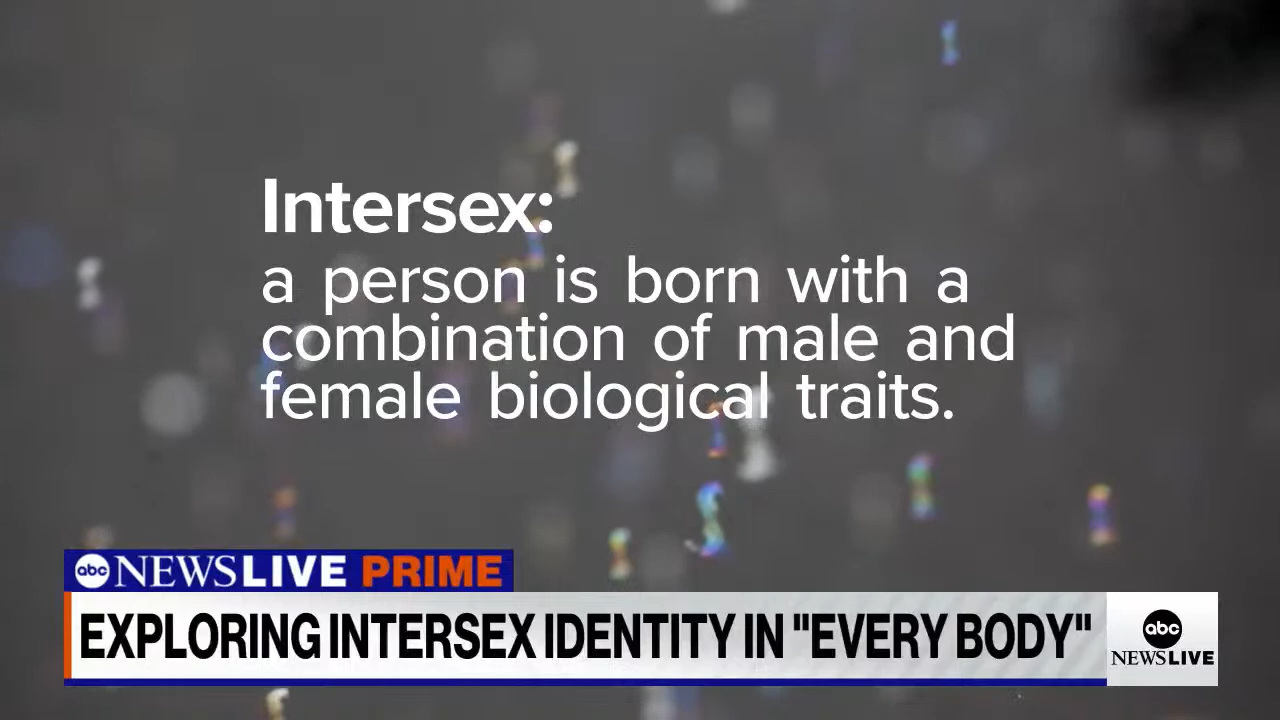 Intersex:
a person is born with a
combination of male and
female biological traits.
abc NEWS LIVE PRIME
EXPLORING INTERSEX IDENTITY IN "EVERY BODY"
abc
NEWS LIVE